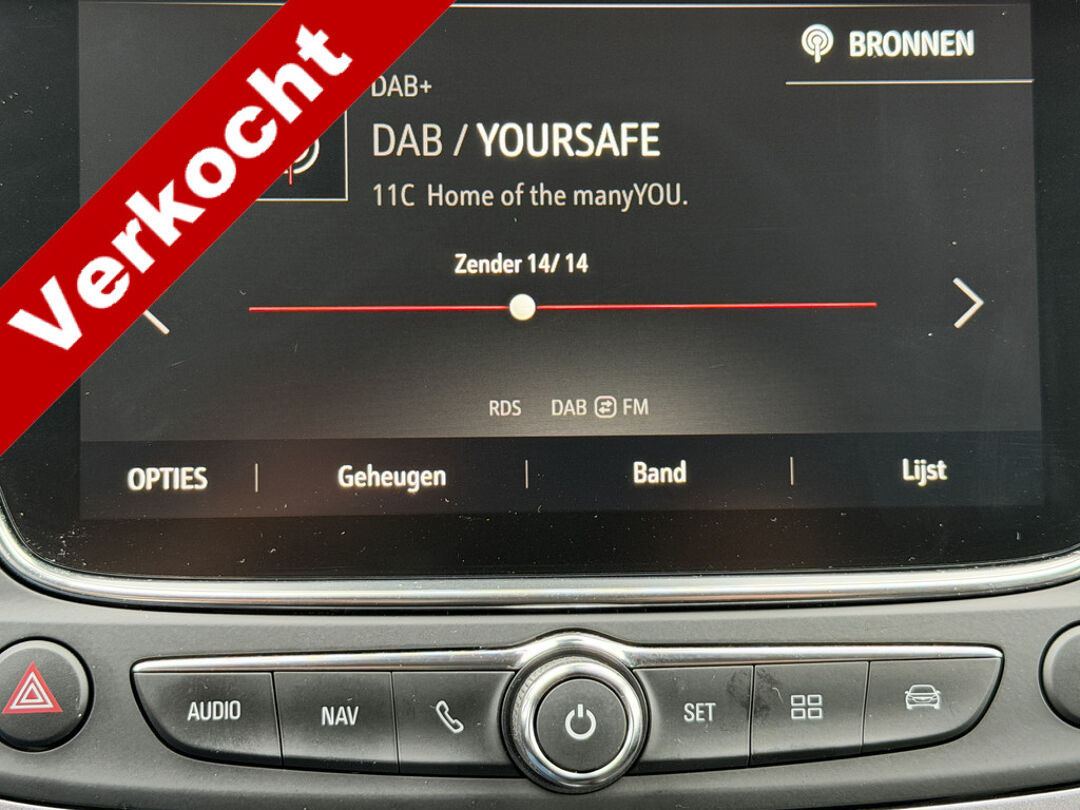 Verkocht
BRONNEN
DAB+
DAB / YOURSAFE
11C Home of the manyYOU.
Zender 14/ 14
RDS DAB FM
OPTIES Geheugen Band Lijst
AUDIO NAV SET